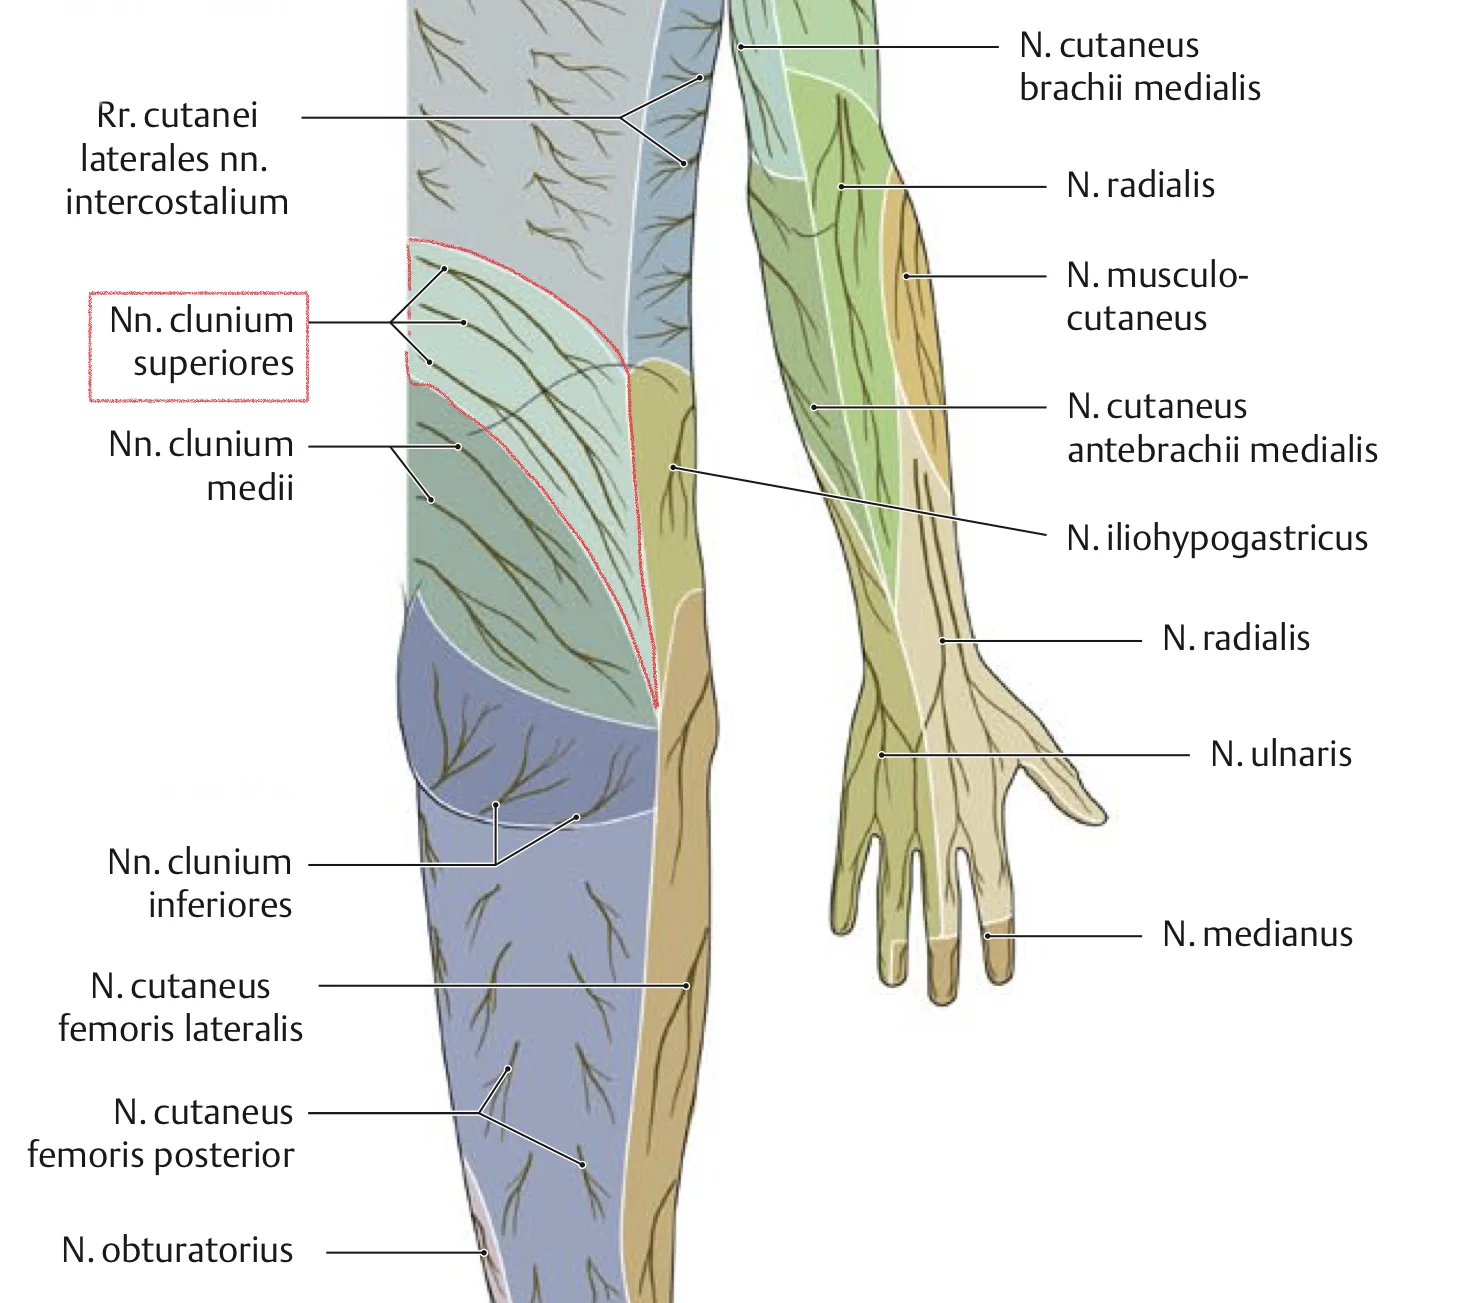 Rr. cutanei
laterales nn.
intercostalium
Nn. clunium
superiores
Nn. clunium
medii
Nn. clunium
inferiores
N. cutaneus
femoris lateralis
N. cutaneus
femoris posterior
N. obturatorius
N. cutaneus
brachii medialis
N. radialis
N. musculo-
cutaneus
N. cutaneus
antebrachii medialis
N. iliohypogastricus
N. radialis
N. ulnaris
N. medianus